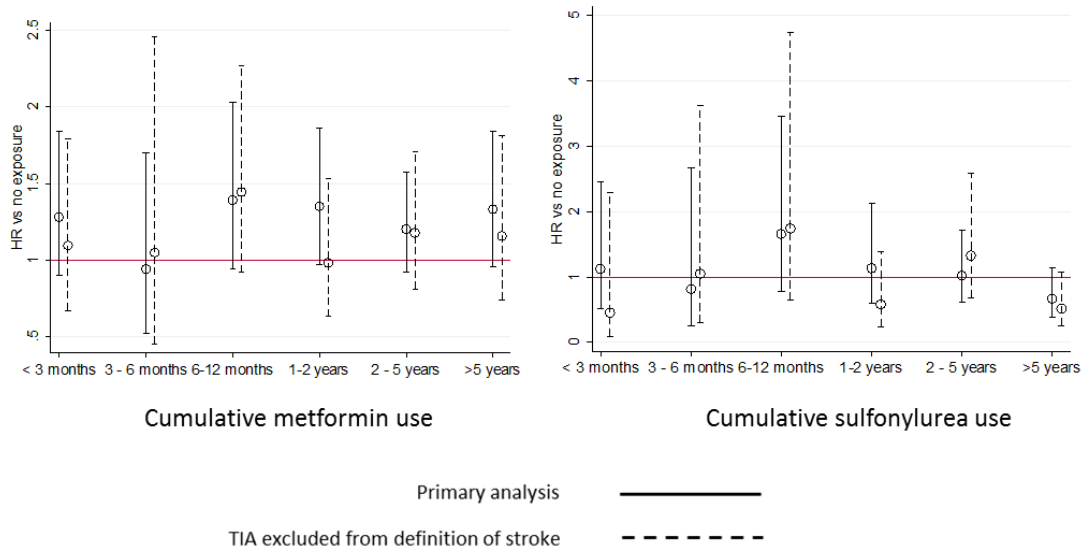 HR vs no exposure
2.5
2
1.5
1
.5
< 3 months 3 - 6 months 6-12 months 1-2 years 2 - 5 years >5 years
Cumulative metformin use
HR vs no exposure
5
4
3
2
1
0
< 3 months 3 - 6 months 6-12 months 1-2 years 2 - 5 years >5 years
Cumulative sulfonylurea use
Primary analysis
TIA excluded from definition of stroke